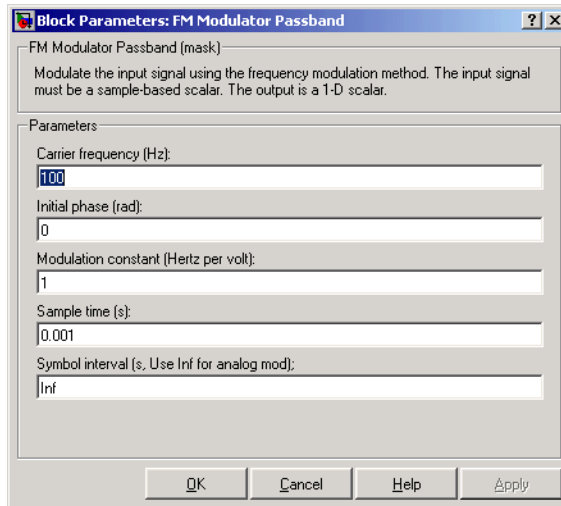 Block Parameters: FM Modulator Passband
FM Modulator Passband (mask)
Modulate the input signal using the frequency modulation method. The input signal
must be a sample-based scalar. The output is a 1-D scalar.
Parameters
Carrier frequency (Hz):
100
Initial phase (rad):
0
Modulation constant (Hertz per volt):
1
Sample time (s):
0.001
Symbol interval (s, Use Inf for analog mod);
Inf
OK Cancel Help Apply